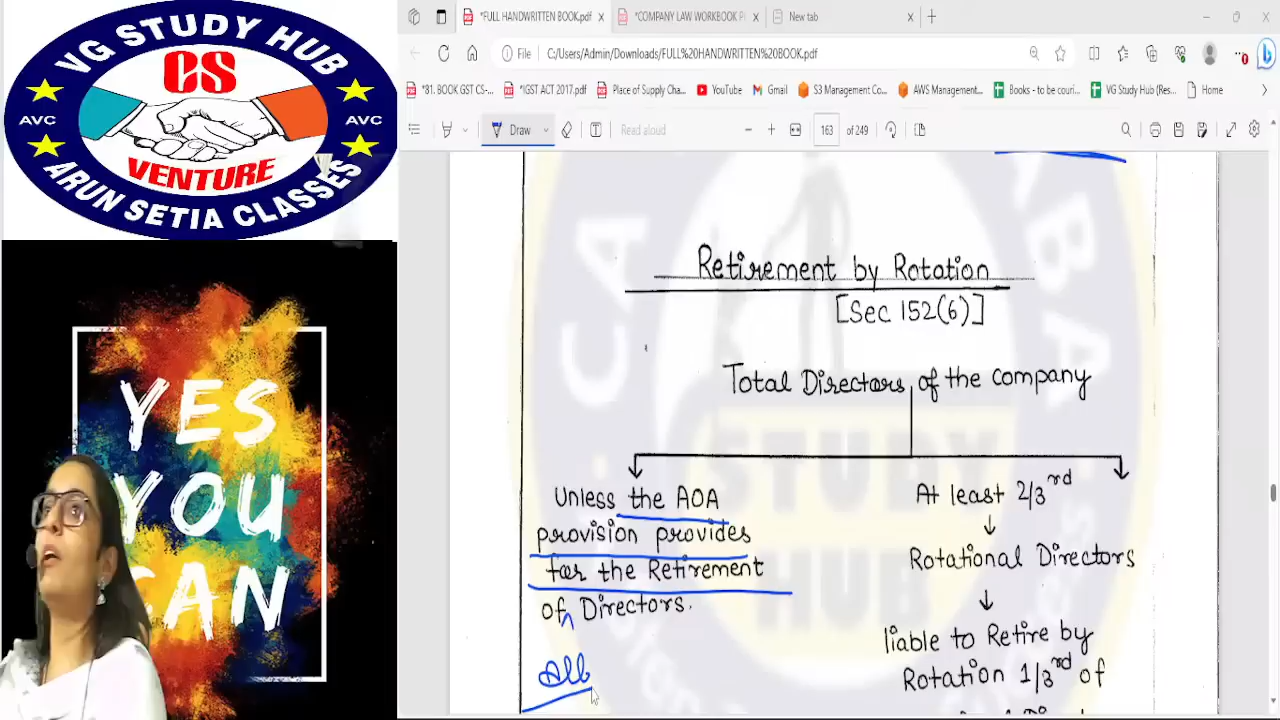 VG STUDY HUB
CS
AVC
AVC
VENTURE
ARUN SETIA CLASSES
YES
YOU
CAN
*FULL HANDWRITTEN BOOK.pdf
*COMPANY LAW WORKBOOK P
New tab
File
C:/Users/Admin/Downloads/FULL%20HANDWRITTEN%20BOOK.pdf
*81. BOOK GST CS-...
*IGST ACT 2017.pdf
Place of Supply Cha...
YouTube
Gmail
S3 Management Co...
AWS Management...
Books - to be couri...
VG Study Hub (Res...
Home
Draw
Read aloud
163
of 249
Retirement by Rotation
[Sec 152(6)]
Total Directors of the company
Unless the AOA
provision provides
for the Retirement
of Directors.
All
At least 2/3rd
Rotational Directors
liable to Retire by
Rotation 1/3rd of